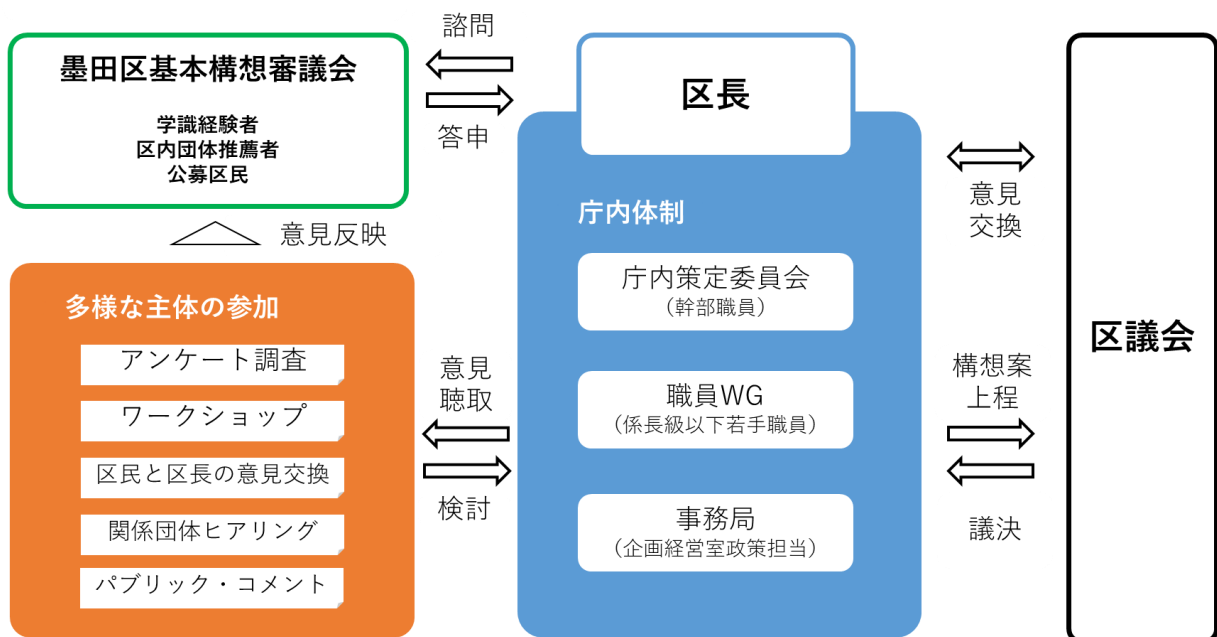 墨田区基本構想審議会
学識経験者
区内団体推薦者
公募区民
諮問
答申
意見反映
多様な主体の参加
アンケート調査
ワークショップ
区民と区長の意見交換
関係団体ヒアリング
パブリック・コメント
意見
聴取
検討
区長
庁内体制
庁内策定委員会
（幹部職員）
職員WG
（係長級以下若手職員）
事務局
（企画経営室政策担当）
意見
交換
構想案
上程
議決
区議会